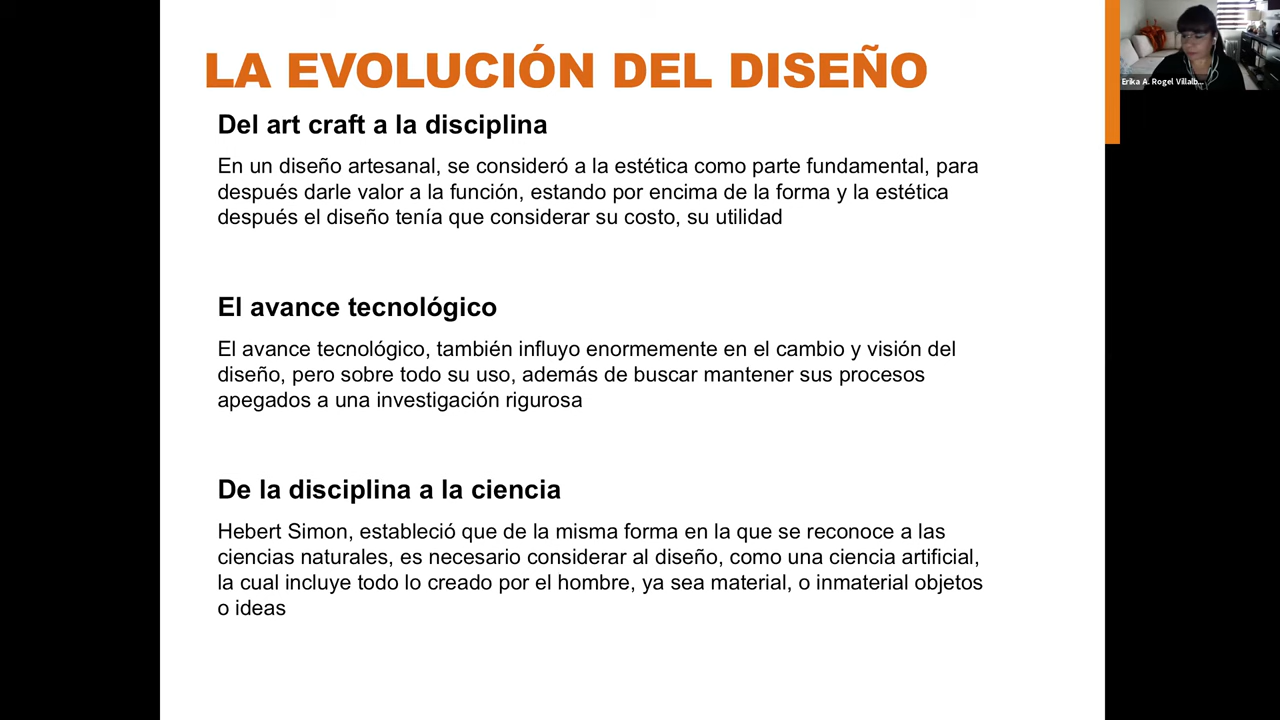 LA EVOLUCIÓN DEL DISEÑO
Del art craft a la disciplina
En un diseño artesanal, se consideró a la estética como parte fundamental, para
después darle valor a la función, estando por encima de la forma y la estética
después el diseño tenía que considerar su costo, su utilidad
El avance tecnológico
El avance tecnológico, también influyo enormemente en el cambio y visión del
diseño, pero sobre todo su uso, además de buscar mantener sus procesos
apegados a una investigación rigurosa
De la disciplina a la ciencia
Hebert Simon, estableció que de la misma forma en la que se reconoce a las
ciencias naturales, es necesario considerar al diseño, como una ciencia artificial,
la cual incluye todo lo creado por el hombre, ya sea material, o inmaterial objetos
o ideas
Erika A. Rogel Villalb...